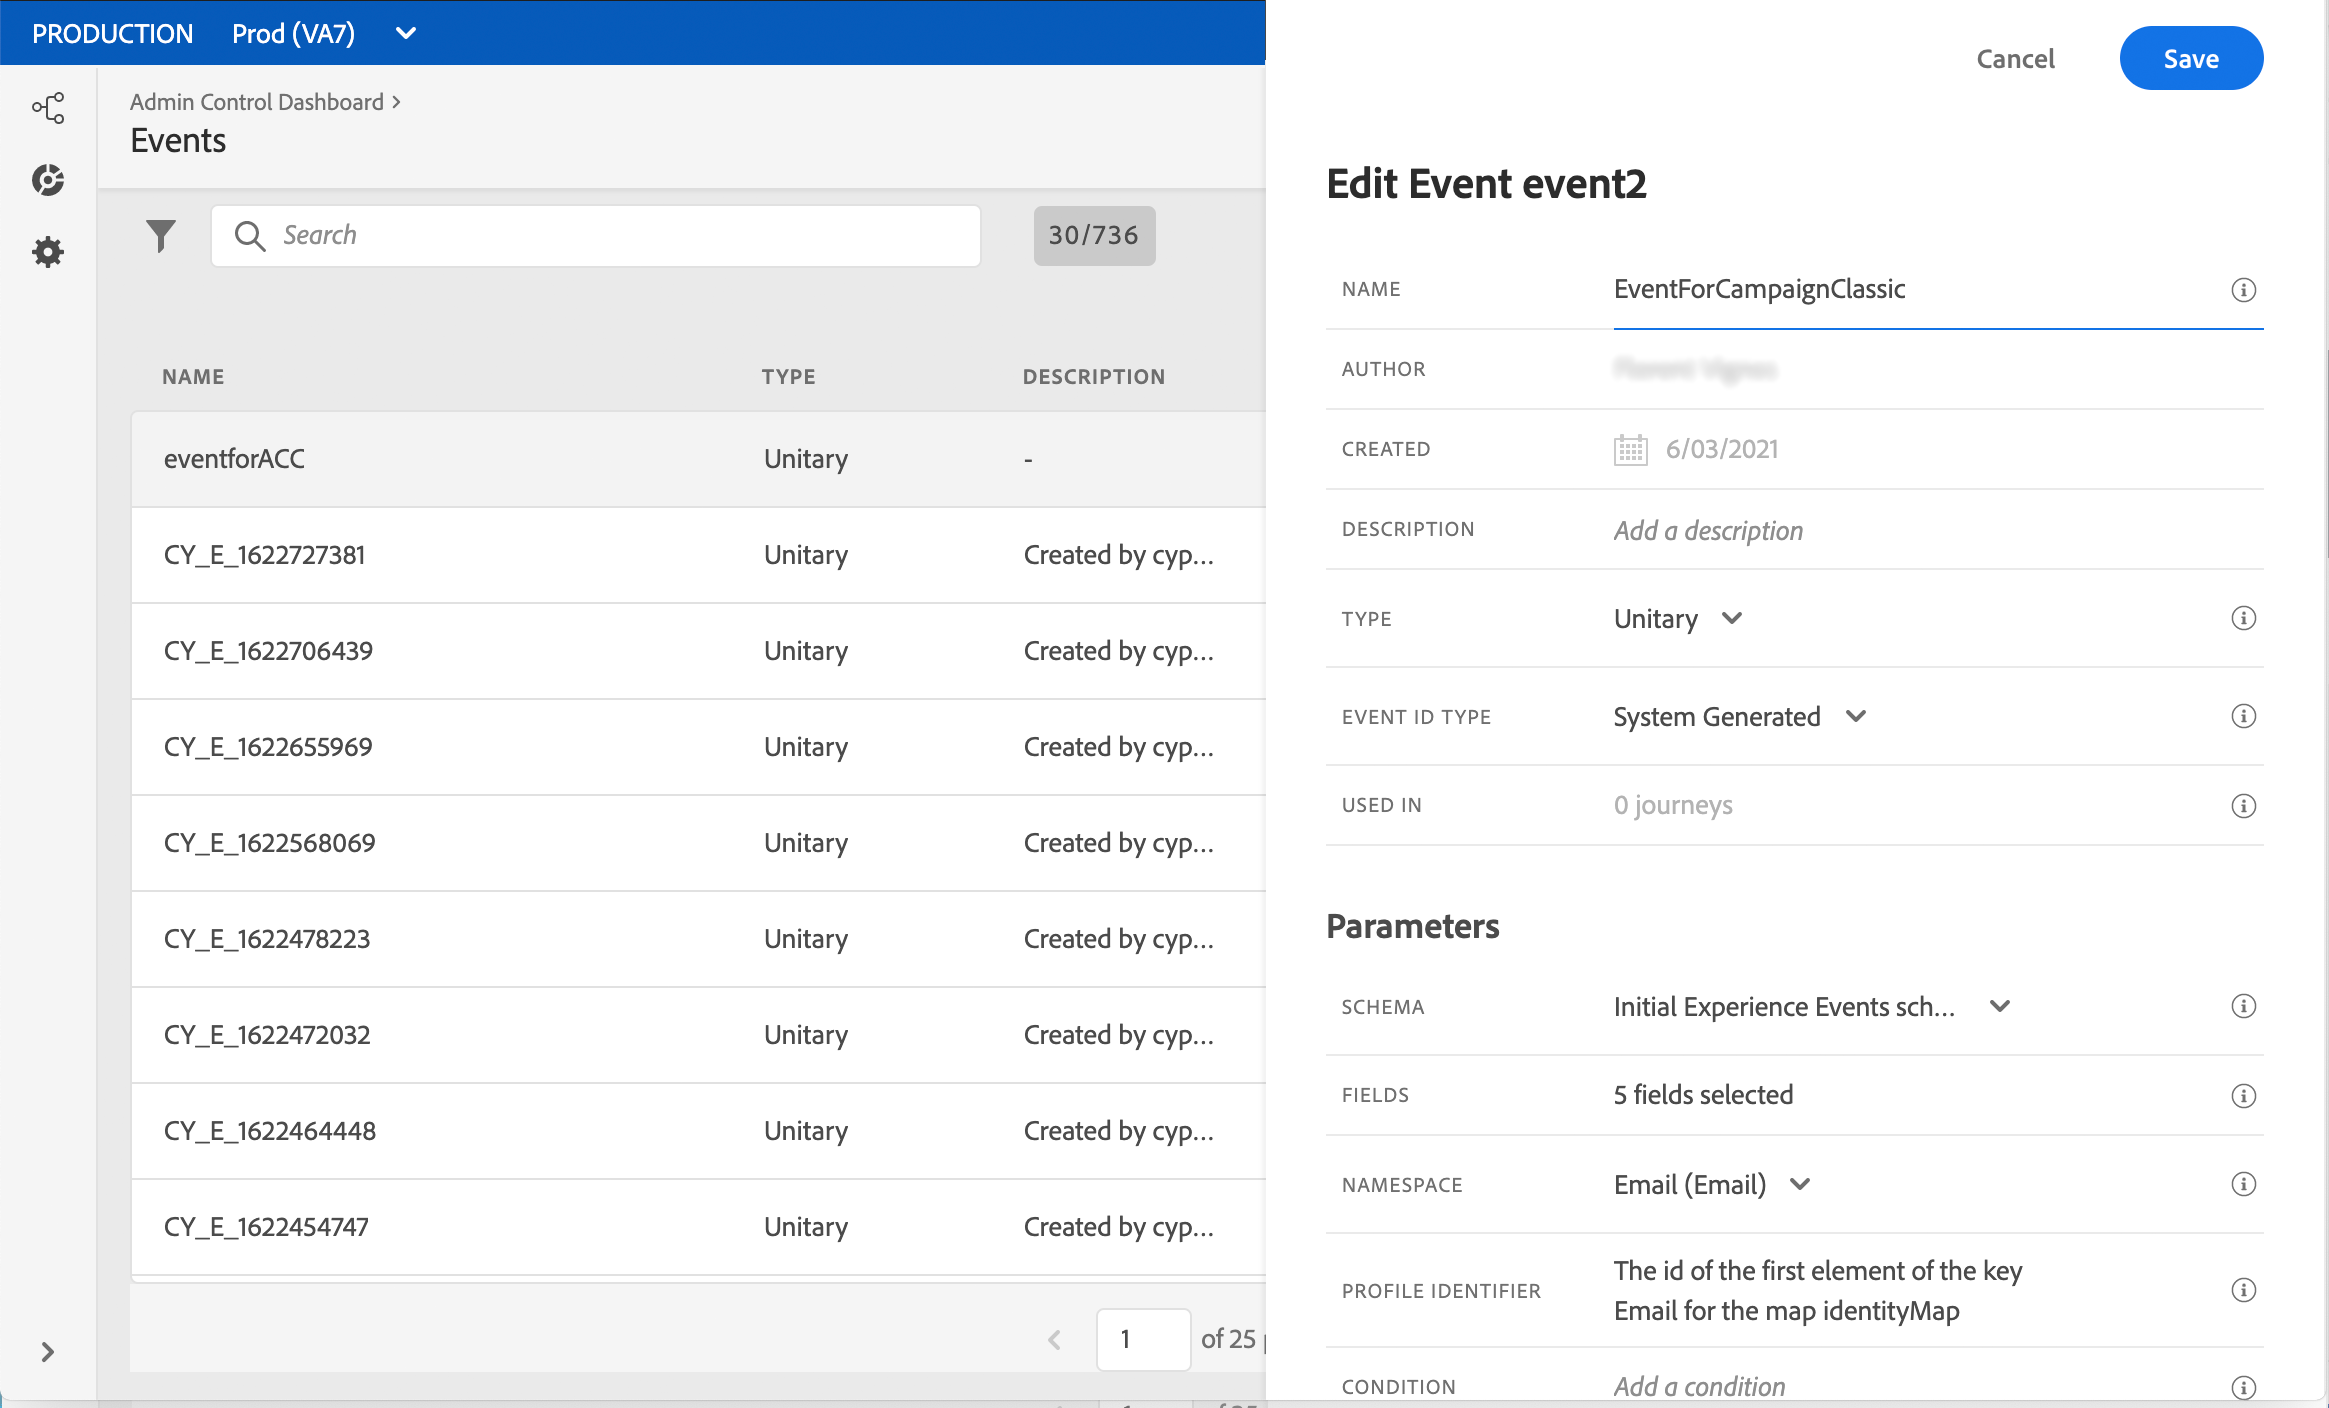 PRODUCTION Prod (VA7)
Admin Control Dashboard >
Events
Search
30/736
NAME TYPE DESCRIPTION
eventforACC Unitary -
CY_E_1622727381 Unitary Created by cyp...
CY_E_1622706439 Unitary Created by cyp...
CY_E_1622655969 Unitary Created by cyp...
CY_E_1622568069 Unitary Created by cyp...
CY_E_1622478223 Unitary Created by cyp...
CY_E_1622472032 Unitary Created by cyp...
CY_E_1622464448 Unitary Created by cyp...
CY_E_1622454747 Unitary Created by cyp...
1 of 25
Cancel Save
Edit Event event2
NAME EventForCampaignClassic
AUTHOR
CREATED 6/03/2021
DESCRIPTION Add a description
TYPE Unitary
EVENT ID TYPE System Generated
USED IN 0 journeys
Parameters
SCHEMA Initial Experience Events sch...
FIELDS 5 fields selected
NAMESPACE Email (Email)
PROFILE IDENTIFIER The id of the first element of the key
Email for the map identityMap
CONDITION Add a condition